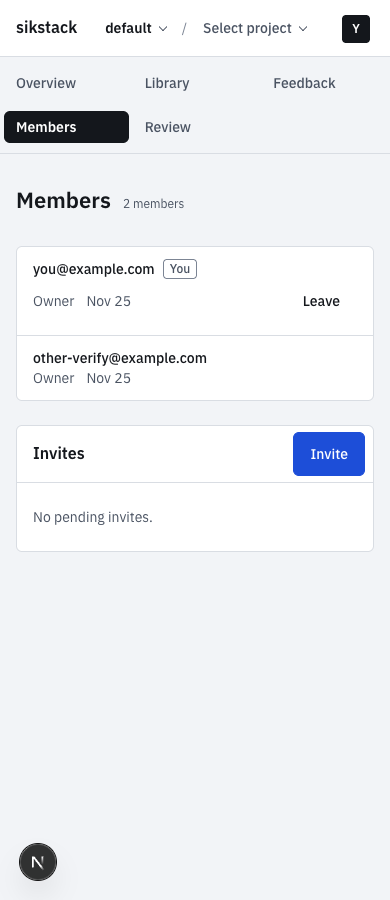 sikstack default / Select project Y
Overview Library Feedback
Members Review
Members 2 members
you@example.com You
Owner Nov 25 Leave
other-verify@example.com
Owner Nov 25
Invites Invite
No pending invites.
N